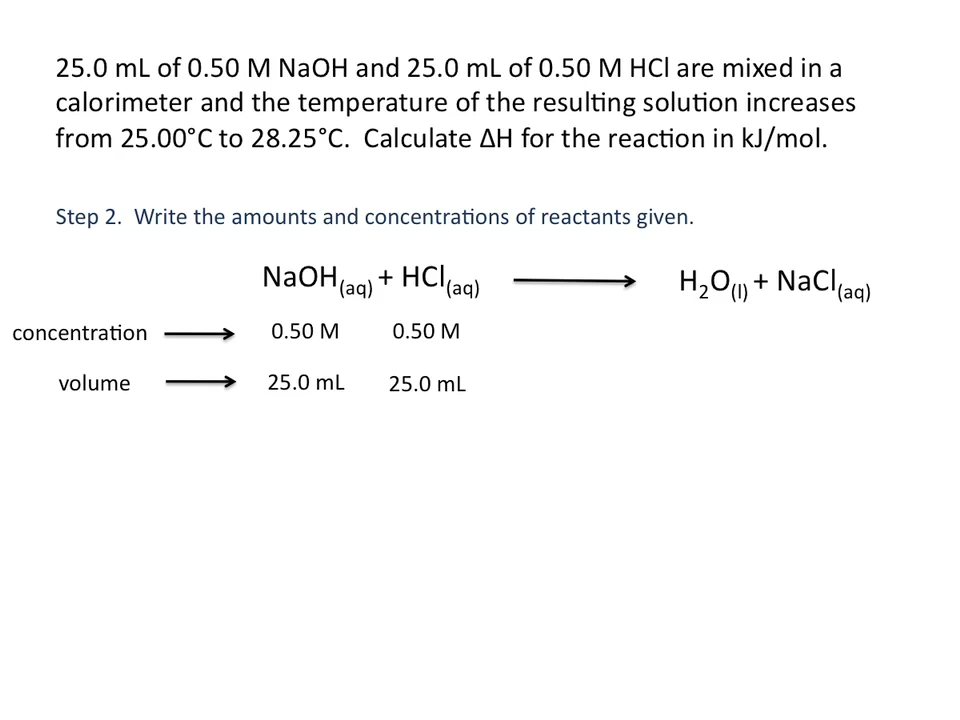 25.0 mL of 0.50 M NaOH and 25.0 mL of 0.50 M HCl are mixed in a
calorimeter and the temperature of the resulting solution increases
from 25.00°C to 28.25°C.  Calculate ΔH for the reaction in kJ/mol.
Step 2.  Write the amounts and concentrations of reactants given.
NaOH(aq) + HCl(aq) ⟶ H2O(l) + NaCl(aq)
concentration ⟶ 0.50 M 0.50 M
volume ⟶ 25.0 mL 25.0 mL